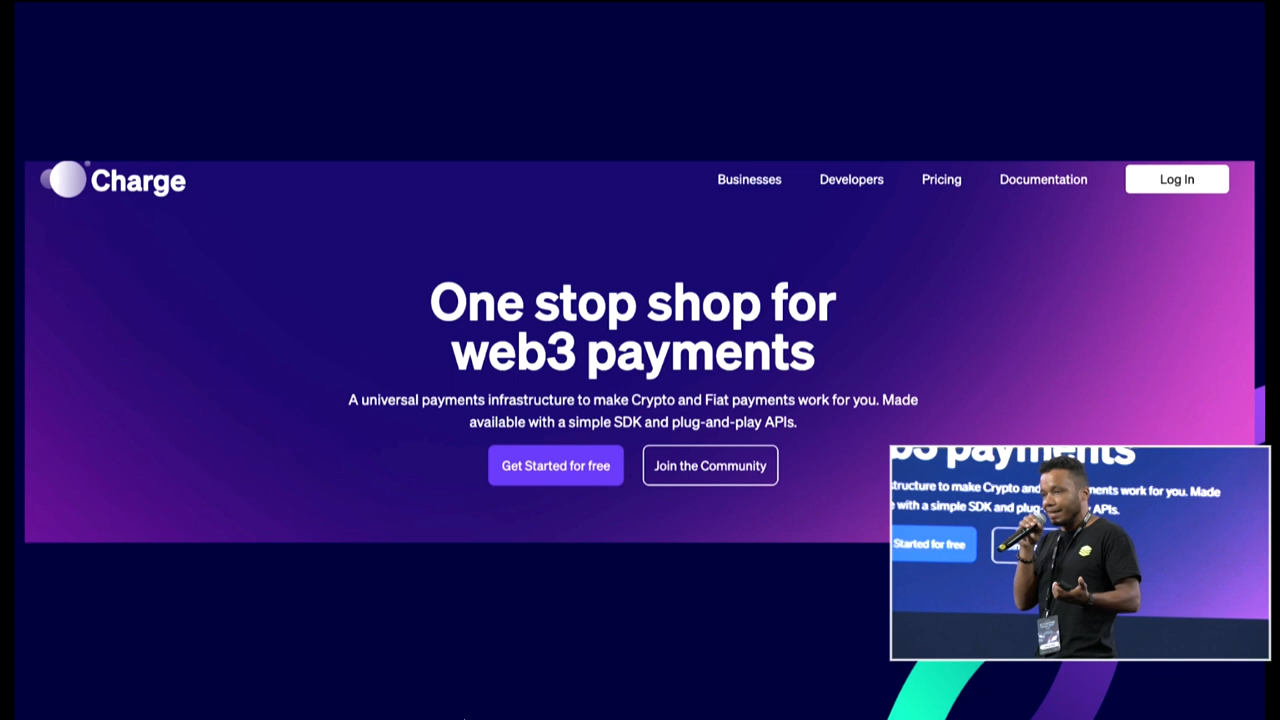 Charge
Businesses
Developers
Pricing
Documentation
Log In
One stop shop for
web3 payments
A universal payments infrastructure to make Crypto and Fiat payments work for you. Made
available with a simple SDK and plug-and-play APIs.
Get Started for free
Join the Community
payments
structure to make Crypto and
ments work for you. Made
with a simple SDK and plug-
APIs.
Started for free